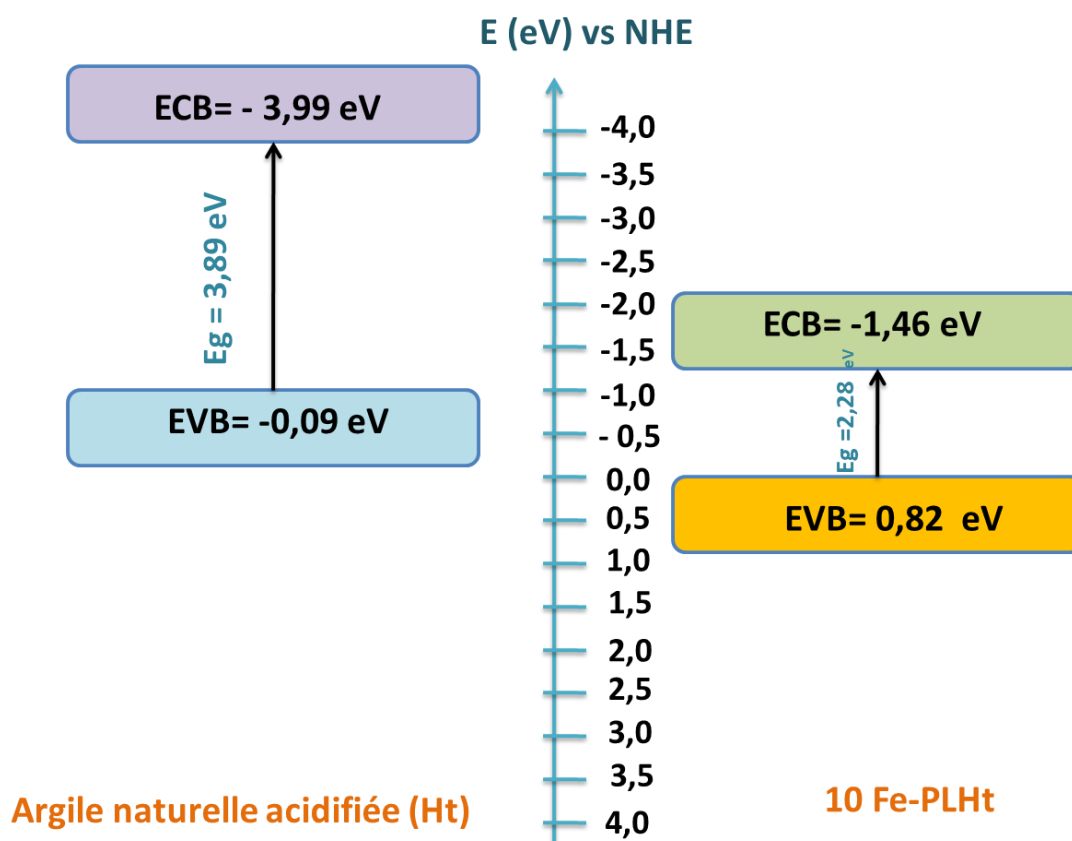 E (eV) vs NHE
ECB= - 3,99 eV
Eg = 3,89 eV
EVB= -0,09 eV
-4,0
-3,5
-3,0
-2,5
-2,0
-1,5
-1,0
- 0,5
0,0
0,5
1,0
1,5
2,0
2,5
3,0
3,5
4,0
ECB= -1,46 eV
Eg =2,28 eV
EVB= 0,82 eV
Argile naturelle acidifiée (Ht)
10 Fe-PLHt